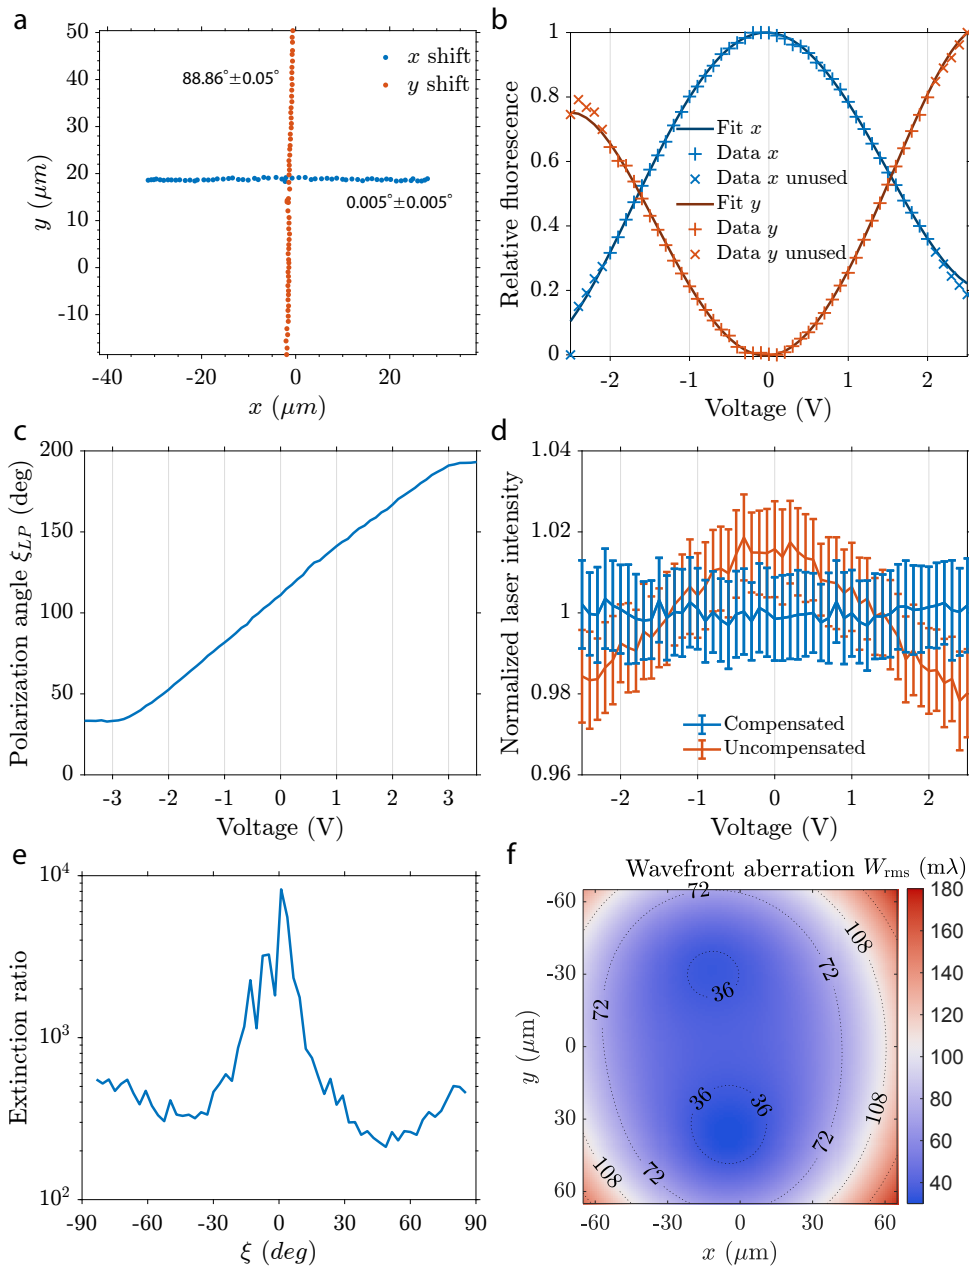 a
50
40
30
20
10
0
-10
y (μm)
88.86°±0.05°
x shift
y shift
0.005°±0.005°
-40
-20
0
20
x (μm)
b
1
0.8
0.6
0.4
0.2
0
Relative fluorescence
Fit x
Data x
Data x unused
Fit y
Data y
Data y unused
-2
-1
0
1
2
Voltage (V)
c
200
150
100
50
0
Polarization angle ξLP (deg)
-3
-2
-1
0
1
2
3
Voltage (V)
d
1.04
1.02
1
0.98
0.96
Normalized laser intensity
Compensated
Uncompensated
-2
-1
0
1
2
Voltage (V)
e
10⁴
10³
10²
Extinction ratio
-90
-60
-30
0
30
60
90
ξ (deg)
f
Wavefront aberration Wrms (mλ)
-60
-30
0
30
60
y (μm)
72
108
72
36
72
36
36
108
72
72
108
-60
-30
0
30
60
x (μm)
180
160
140
120
100
80
60
40